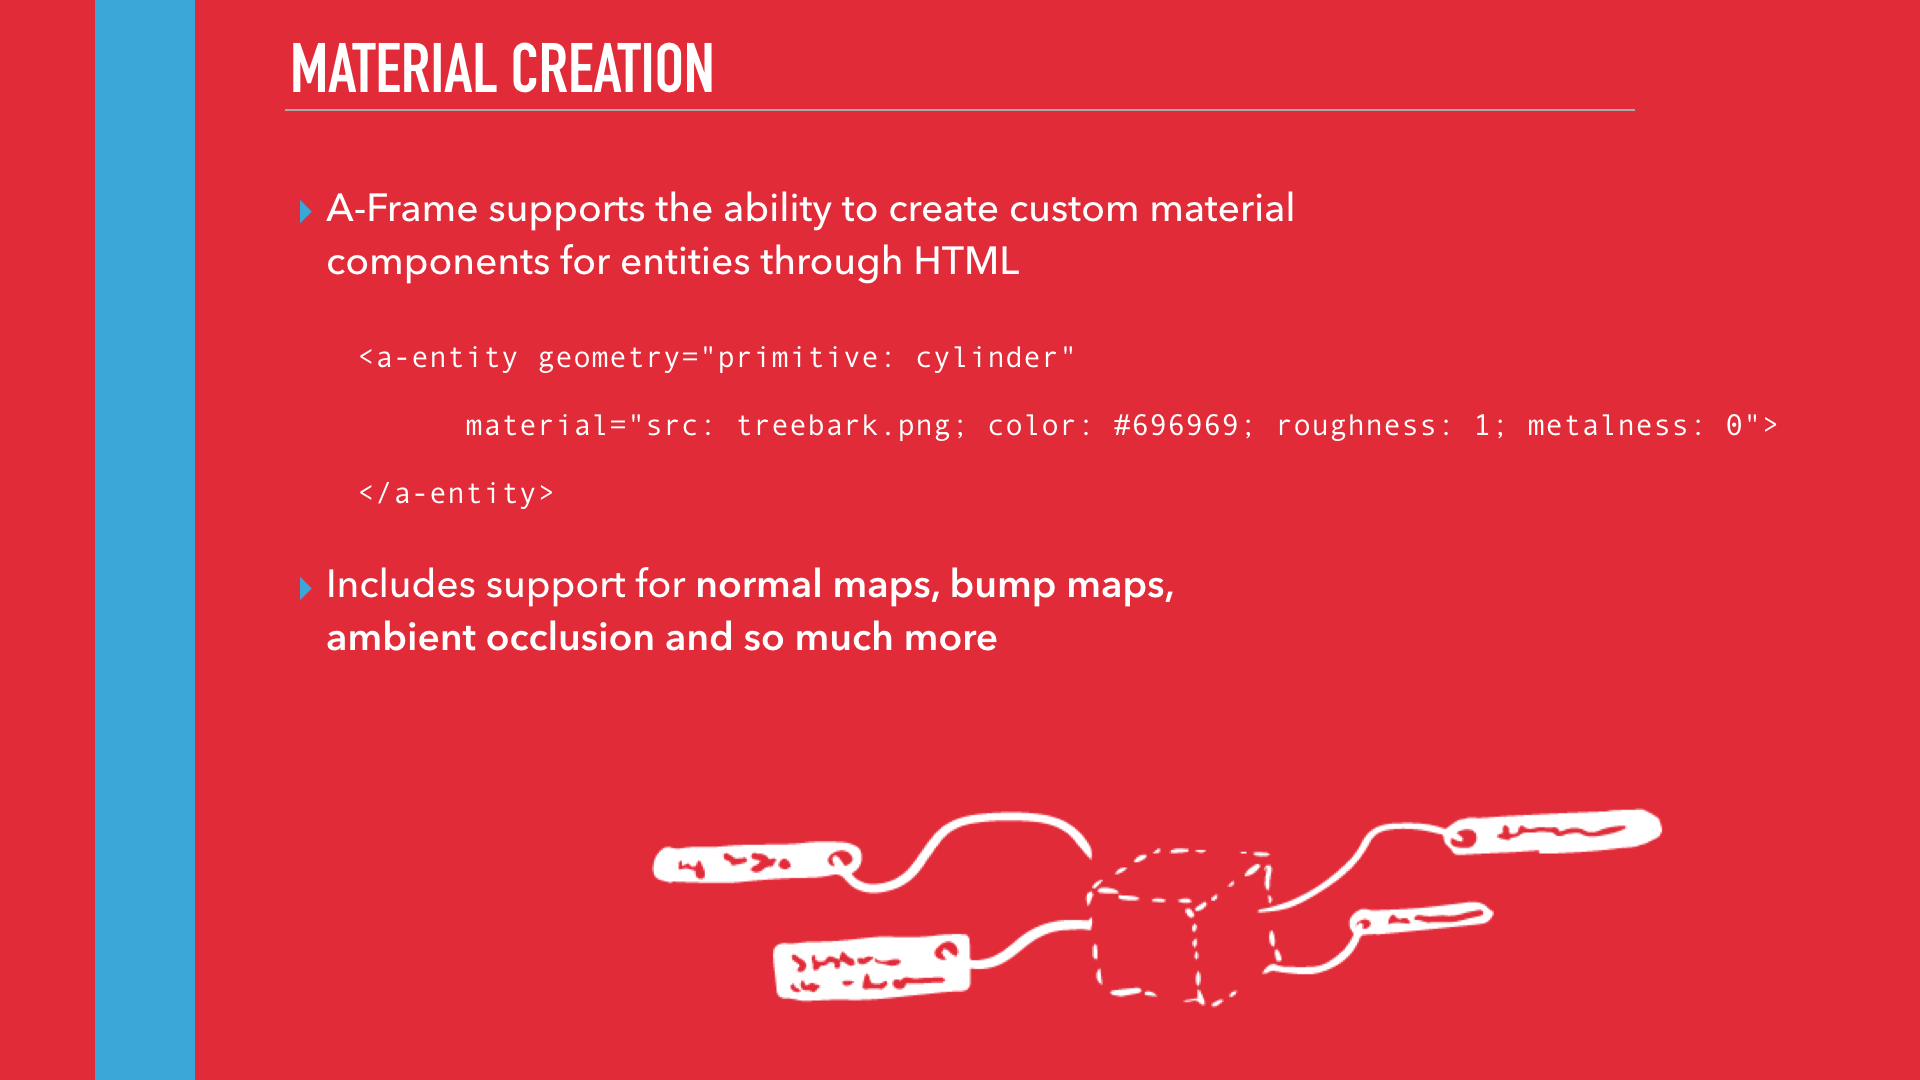 MATERIAL CREATION
A-Frame supports the ability to create custom material
components for entities through HTML
<a-entity geometry="primitive: cylinder"
material="src: treebark.png; color: #696969; roughness: 1; metalness: 0">
</a-entity>
Includes support for normal maps, bump maps,
ambient occlusion and so much more